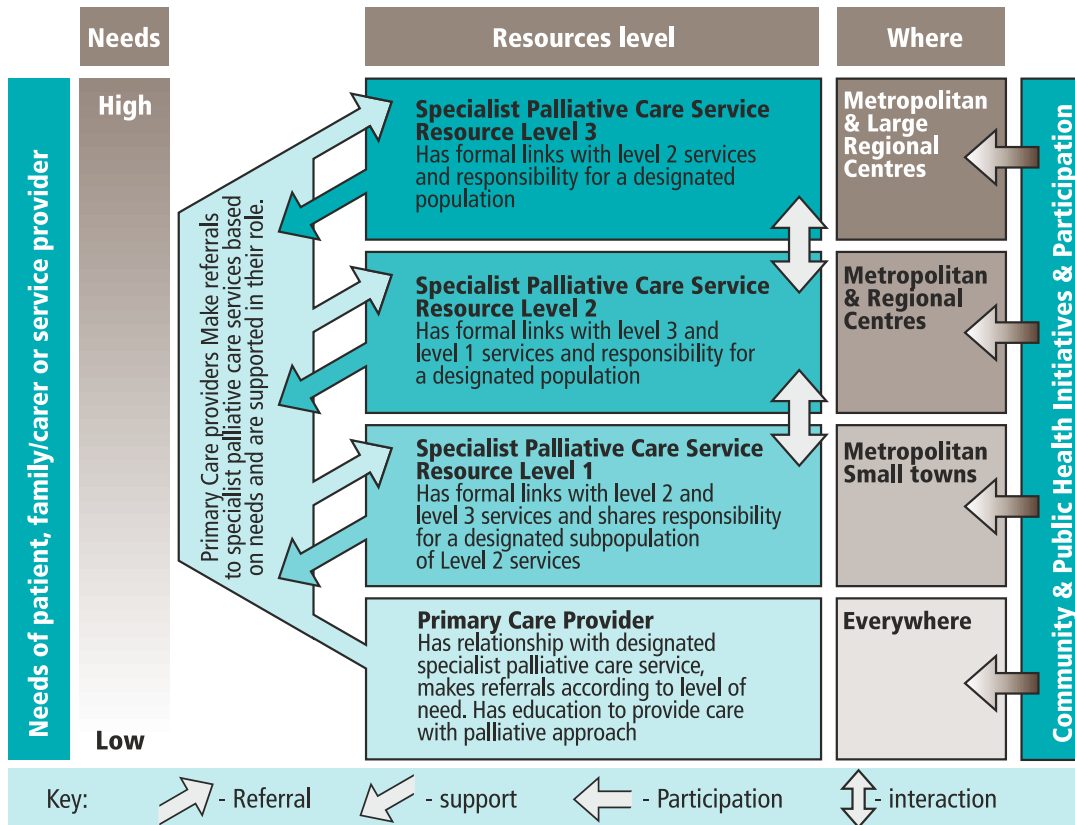 Needs
Resources level
Where
Needs of patient, family/carer or service provider
High
Low
Primary Care providers Make referrals
to specialist palliative care services based
on needs and are supported in their role.
Specialist Palliative Care Service
Resource Level 3
Has formal links with level 2 services
and responsibility for a designated
population
Metropolitan
& Large
Regional
Centres
Specialist Palliative Care Service
Resource Level 2
Has formal links with level 3 and
level 1 services and responsibility for
a designated population
Metropolitan
& Regional
Centres
Specialist Palliative Care Service
Resource Level 1
Has formal links with level 2 and
level 3 services and shares responsibility
for a designated subpopulation
of Level 2 services
Metropolitan
Small towns
Primary Care Provider
Has relationship with designated
specialist palliative care service,
makes referrals according to level of
need. Has education to provide care
with palliative approach
Everywhere
Community & Public Health Initiatives & Participation
Key:
- Referral
- support
- Participation
- interaction